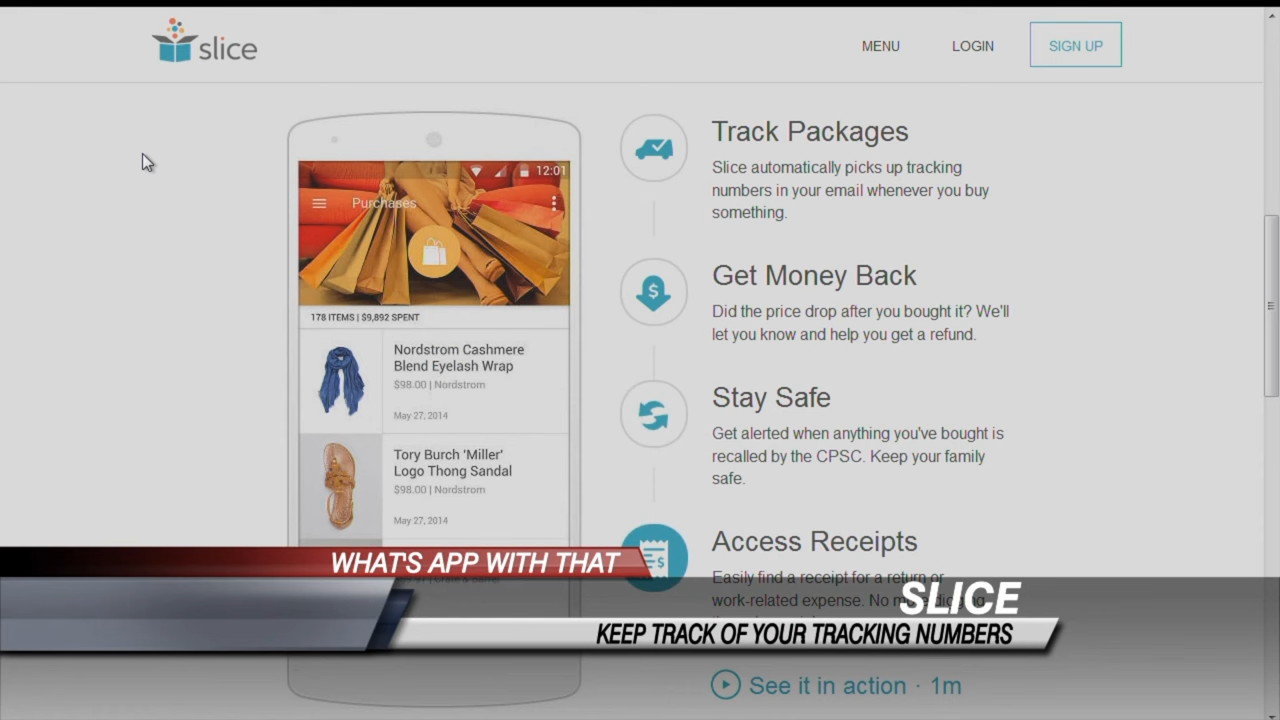 slice
MENU
LOGIN
SIGN UP
12:01
Purchases
178 ITEMS | $9,892 SPENT
Nordstrom Cashmere
Blend Eyelash Wrap
$98.00 | Nordstrom
May 27, 2014
Tory Burch 'Miller'
Logo Thong Sandal
$98.00 | Nordstrom
May 27, 2014
Track Packages
Slice automatically picks up tracking
numbers in your email whenever you buy
something.
Get Money Back
Did the price drop after you bought it? We'll
let you know and help you get a refund.
Stay Safe
Get alerted when anything you've bought is
recalled by the CPSC. Keep your family
safe.
Access Receipts
Easily find a receipt for a return or
work-related expense. No more digging
See it in action · 1m
WHAT'S APP WITH THAT
SLICE
KEEP TRACK OF YOUR TRACKING NUMBERS